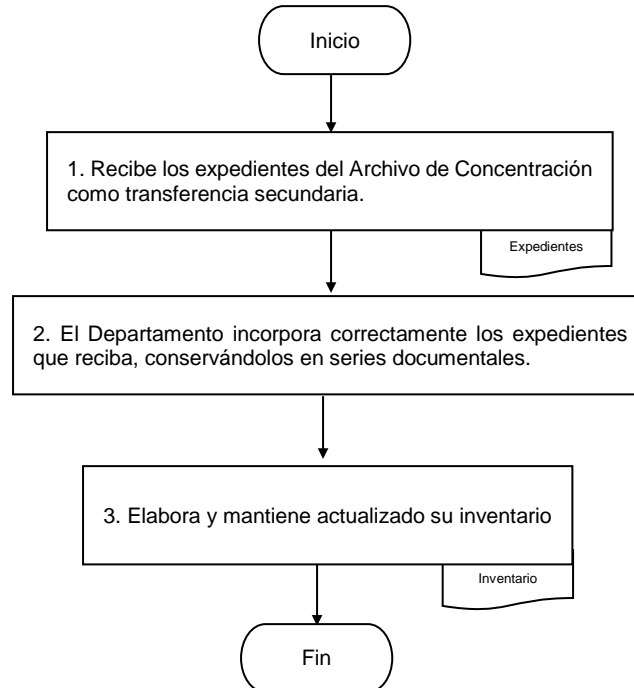 Inicio
1. Recibe los expedientes del Archivo de Concentración
como transferencia secundaria.
Expedientes
2. El Departamento incorpora correctamente los expedientes
que reciba, conservándolos en series documentales.
3. Elabora y mantiene actualizado su inventario
Inventario
Fin